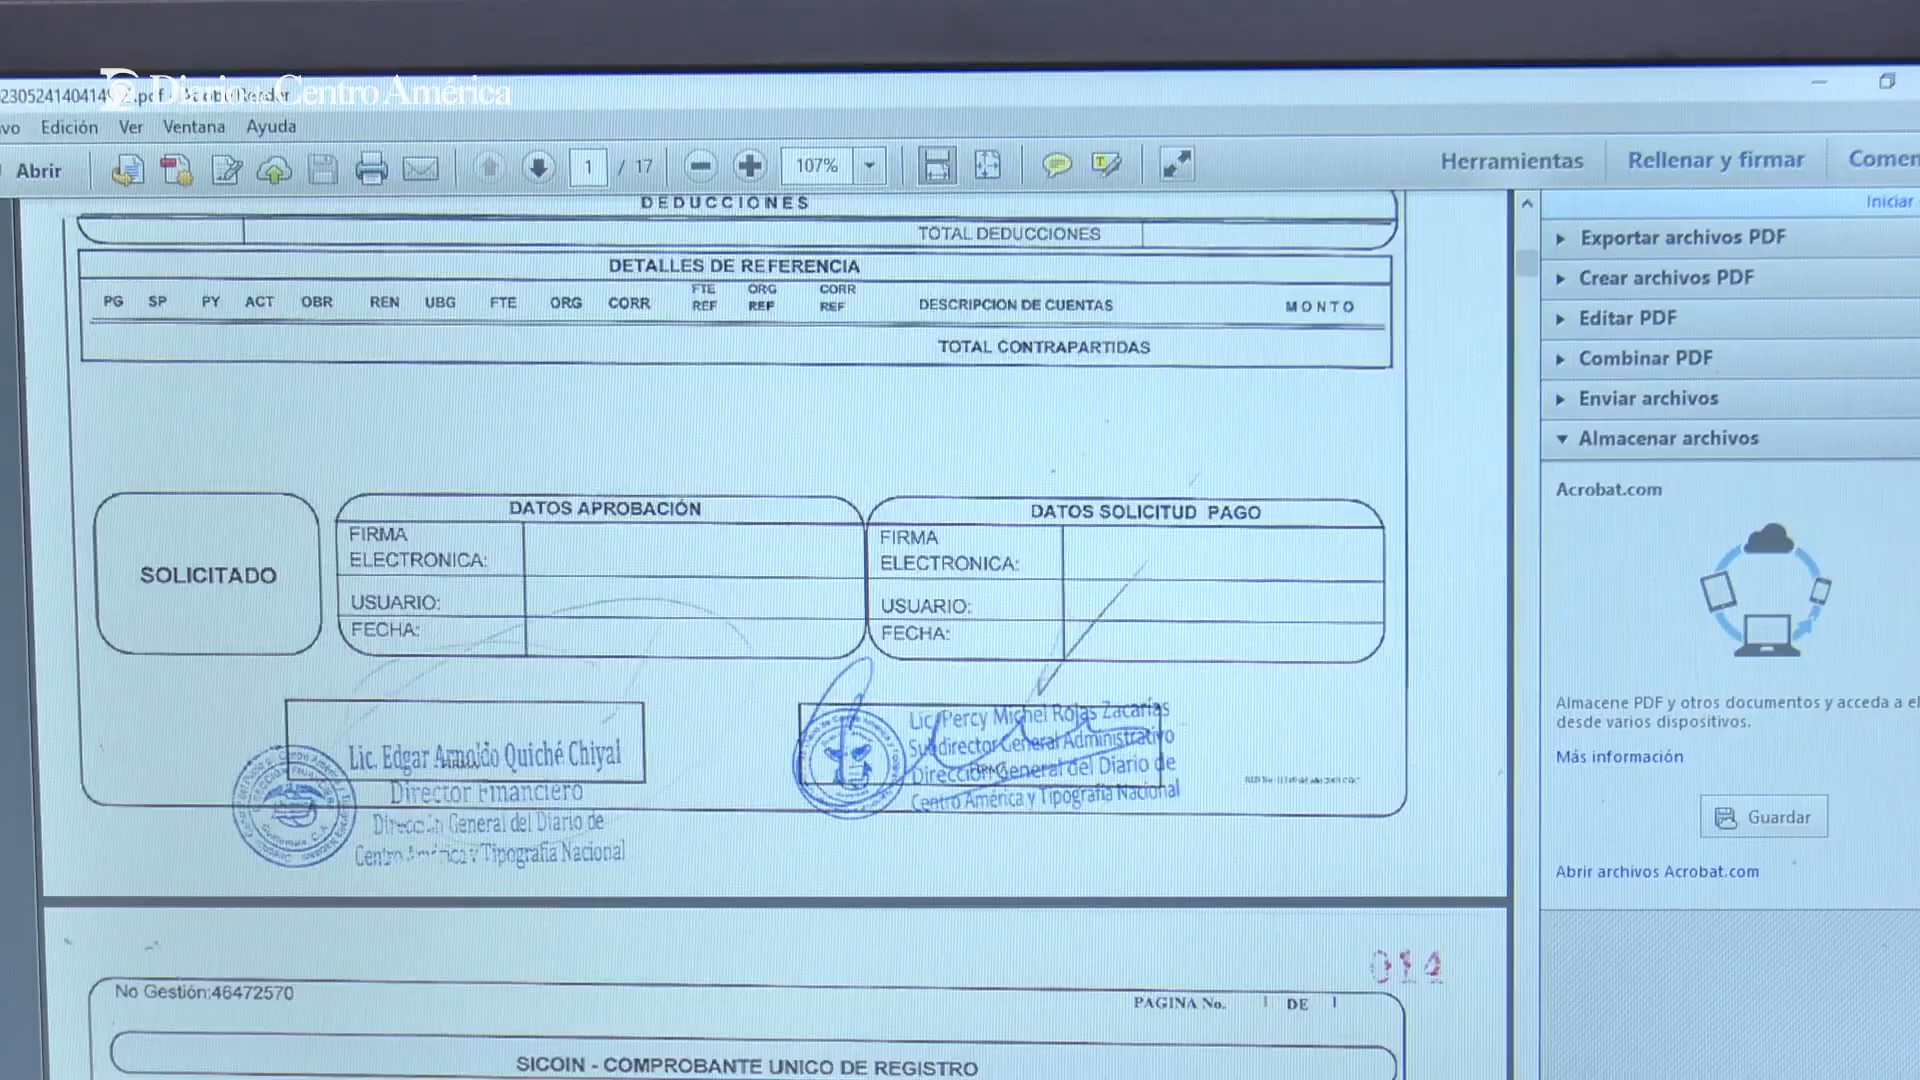 Diario de Centro América
230524140414
.pdf - Adobe Reader
vo Edición Ver Ventana Ayuda
Abrir 1 / 17 107% Herramientas Rellenar y firmar Comen
Iniciar
DEDUCCIONES
TOTAL DEDUCCIONES
DETALLES DE REFERENCIA
PG SP PY ACT OBR REN UBG FTE ORG CORR FTE REF ORG REF CORR REF DESCRIPCION DE CUENTAS MONTO
TOTAL CONTRAPARTIDAS
SOLICITADO
DATOS APROBACIÓN
FIRMA
ELECTRONICA:
USUARIO:
FECHA:
DATOS SOLICITUD PAGO
FIRMA
ELECTRONICA:
USUARIO:
FECHA:
Lic. Edgar Arnoldo Quiché Chiyal
Director Financiero
Dirección General del Diario de
Centro América y Tipografía Nacional
Lic. Percy Michel Rojas Zacarías
Subdirector General Administrativo
Dirección General del Diario de
Centro América y Tipografía Nacional
014
No Gestión:46472570
PAGINA No. 1 DE 1
SICOIN - COMPROBANTE UNICO DE REGISTRO
Exportar archivos PDF
Crear archivos PDF
Editar PDF
Combinar PDF
Enviar archivos
Almacenar archivos
Acrobat.com
Almacene PDF y otros documentos y acceda a el
desde varios dispositivos.
Más información
Guardar
Abrir archivos Acrobat.com